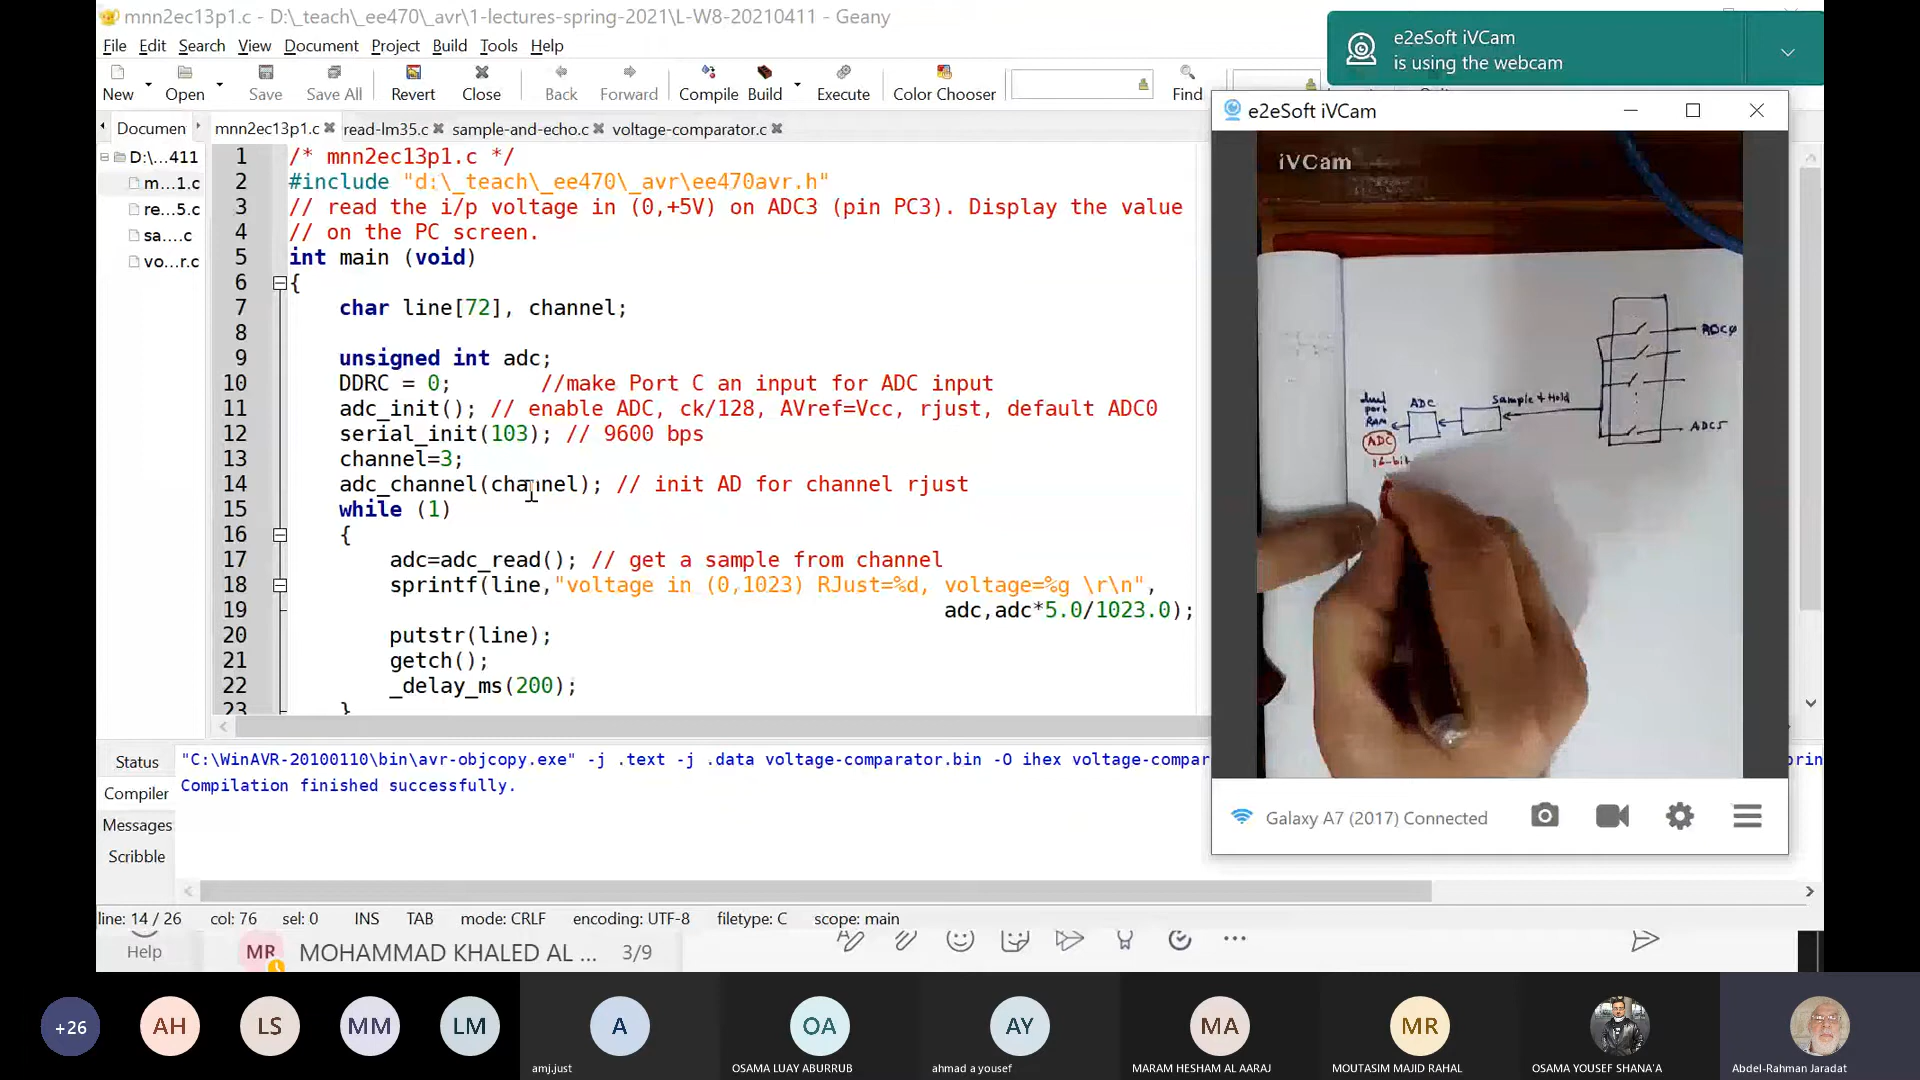 mnn2ec13p1.c - D:\_teach\_ee470\_avr\1-lectures-spring-2021\L-W8-20210411 - Geany
File Edit Search View Document Project Build Tools Help
New Open Save Save All Revert Close Back Forward Compile Build Execute Color Chooser Find
Documen mnn2ec13p1.c read-lm35.c sample-and-echo.c voltage-comparator.c
D:\...411
m...1.c
re...5.c
sa....c
vo...r.c
1 /* mnn2ec13p1.c */
2 #include "d:\_teach\_ee470\_avr\ee470avr.h"
3 // read the i/p voltage in (0,+5V) on ADC3 (pin PC3). Display the value
4 // on the PC screen.
5 int main (void)
6 {
7 char line[72], channel;
8
9 unsigned int adc;
10 DDRC = 0; //make Port C an input for ADC input
11 adc_init(); // enable ADC, ck/128, AVref=Vcc, rjust, default ADC0
12 serial_init(103); // 9600 bps
13 channel=3;
14 adc_channel(channel); // init AD for channel rjust
15 while (1)
16 {
17 adc=adc_read(); // get a sample from channel
18 sprintf(line,"voltage in (0,1023) RJust=%d, voltage=%g \r\n",
19 adc,adc*5.0/1023.0);
20 putstr(line);
21 getch();
22 _delay_ms(200);
23 }
Status
Compiler
Messages
Scribble
"C:\WinAVR-20100110\bin\avr-objcopy.exe" -j .text -j .data voltage-comparator.bin -O ihex voltage-compar
Compilation finished successfully.
line: 14 / 26 col: 76 sel: 0 INS TAB mode: CRLF encoding: UTF-8 filetype: C scope: main
Help MR MOHAMMAD KHALED AL ... 3/9
e2eSoft iVCam
is using the webcam
e2eSoft iVCam
iVCam
ADC0
Sample & Hold
dual port RAM
ADC
ADC
16-bit
ADC5
Galaxy A7 (2017) Connected
+26 AH LS MM LM A OA AY MA MR
amj.just OSAMA LUAY ABURRUB ahmad a yousef MARAM HESHAM AL AARAJ MOUTASIM MAJID RAHAL OSAMA YOUSEF SHANA'A Abdel-Rahman Jaradat